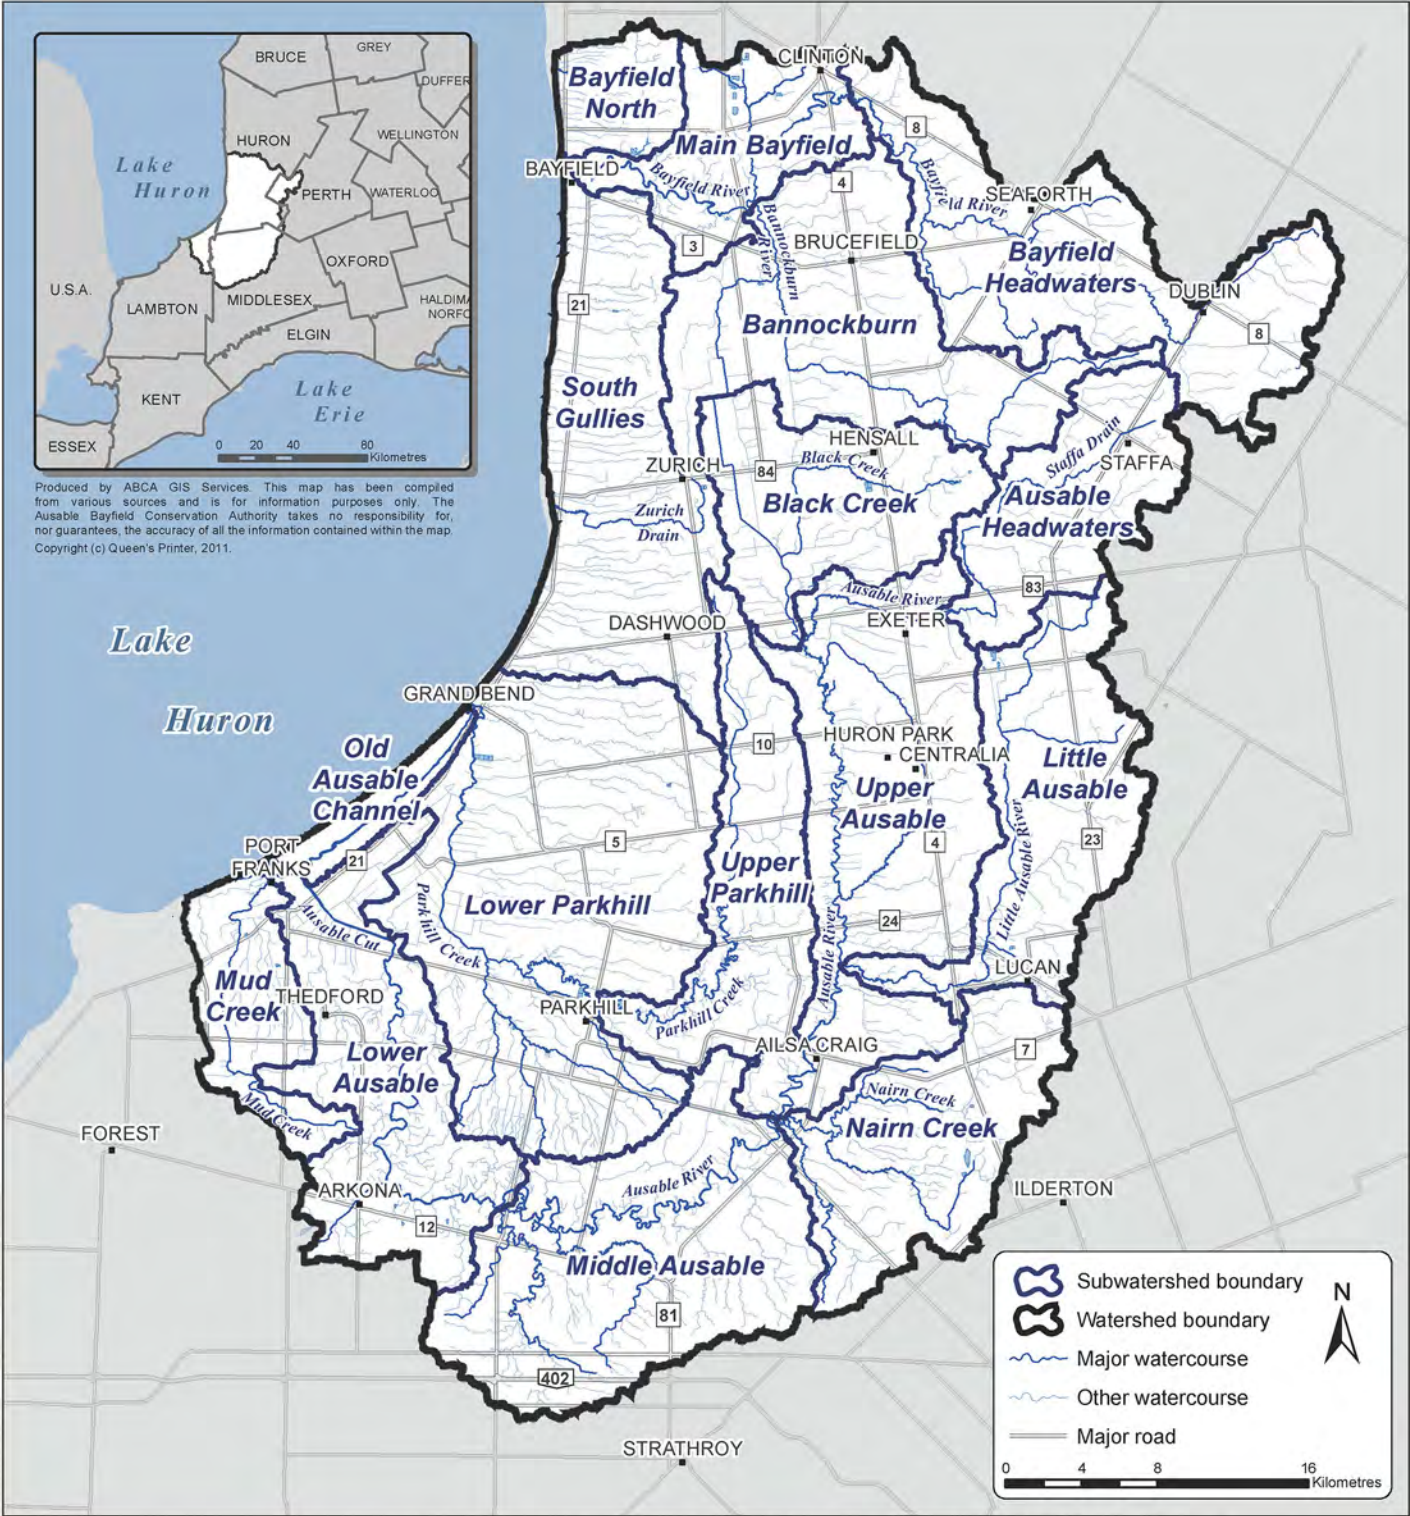 BRUCE
GREY
DUFFER
WELLINGTON
HURON
Lake
Huron
PERTH
WATERLOO
OXFORD
U.S.A.
LAMBTON
MIDDLESEX
HALDIMA
NORFO
ELGIN
KENT
Lake
Erie
ESSEX
0 20 40 80
Kilometres
Produced by ABCA GIS Services. This map has been compiled
from various sources and is for information purposes only. The
Ausable Bayfield Conservation Authority takes no responsibility for,
nor guarantees, the accuracy of all the information contained within the map.
Copyright (c) Queen's Printer, 2011.
CLINTON
Bayfield
North
8
Main Bayfield
BAYFIELD
Bayfield River
4
Bayfield River
SEAFORTH
Bannockburn
River
3
BRUCEFIELD
Bayfield
Headwaters
DUBLIN
21
8
Bannockburn
South
Gullies
HENSALL
Staffa Drain
STAFFA
ZURICH
84
Black Creek
Black Creek
Ausable
Headwaters
Zurich
Drain
83
Ausable River
DASHWOOD
EXETER
Lake
Huron
GRAND BEND
10
HURON PARK
CENTRALIA
Old
Ausable
Channel
Upper
Ausable
Little
Ausable
PORT
FRANKS
21
5
4
23
Upper
Parkhill
Little Ausable River
Lower Parkhill
Parkhill Creek
Ausable Cut
24
Ausable River
LUCAN
Mud
Creek
THEDFORD
PARKHILL
Parkhill Creek
Lower
Ausable
AILSA CRAIG
7
Nairn Creek
Mud Creek
Nairn Creek
FOREST
Ausable River
ARKONA
ILDERTON
12
Middle Ausable
81
402
STRATHROY
Subwatershed boundary
Watershed boundary
Major watercourse
Other watercourse
Major road
N
0 4 8 16
Kilometres